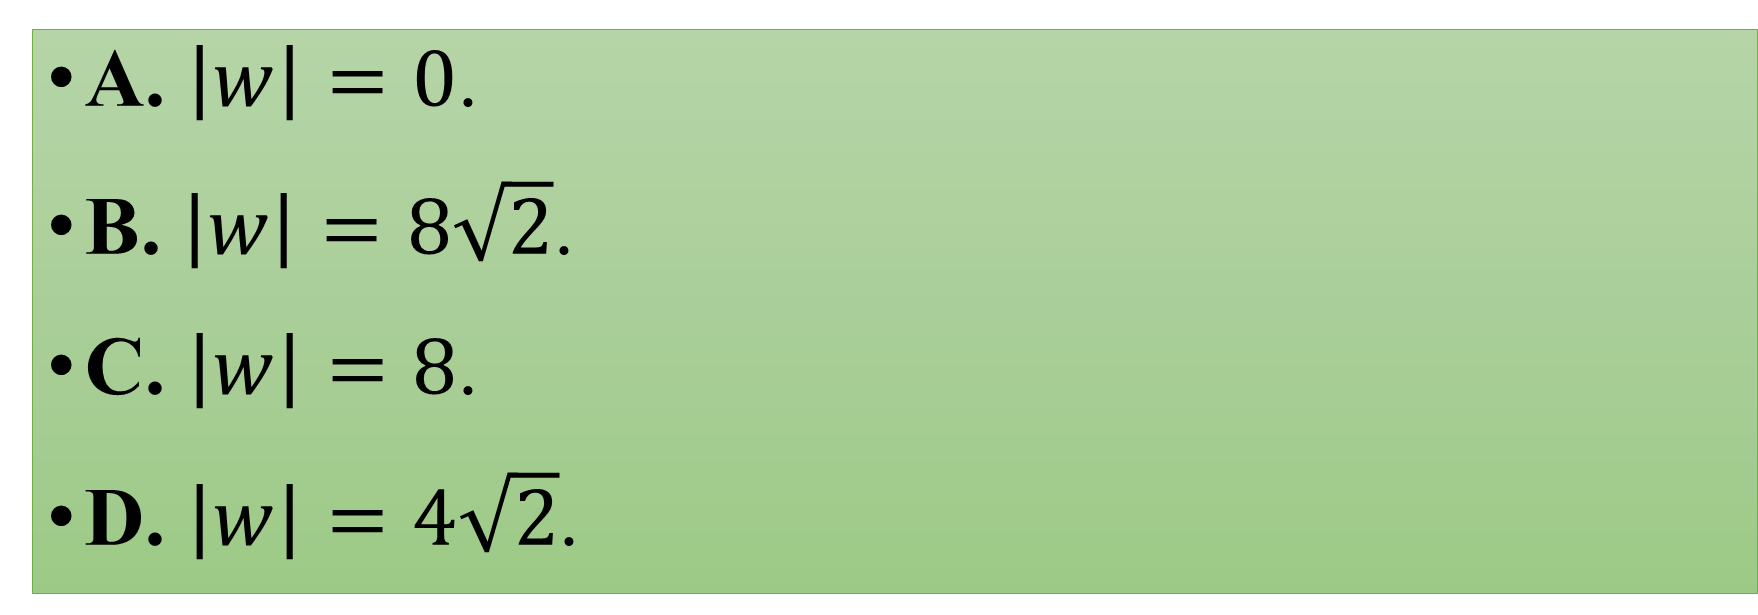 • A. |w| = 0.
• B. |w| = 8√2.
• C. |w| = 8.
• D. |w| = 4√2.